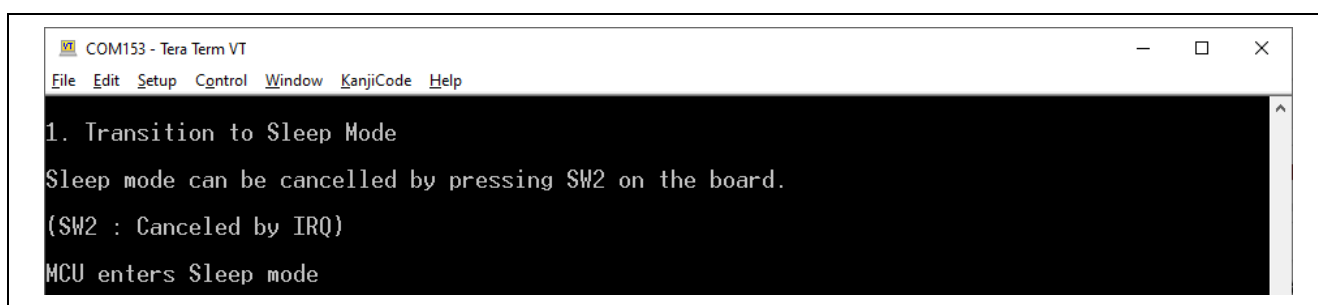 COM153 - Tera Term VT
File Edit Setup Control Window KanjiCode Help
1. Transition to Sleep Mode
Sleep mode can be cancelled by pressing SW2 on the board.
(SW2 : Canceled by IRQ)
MCU enters Sleep mode